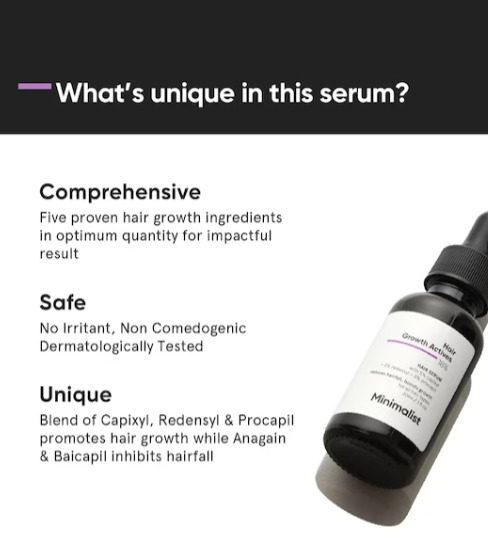 What's unique in this serum?
Comprehensive
Five proven hair growth ingredients
in optimum quantity for impactful
result
Safe
No Irritant, Non Comedogenic
Dermatologically Tested
Unique
Blend of Capixyl, Redensyl & Procapil
promotes hair growth while Anagain
& Baicapil inhibits hairfall
Hair
Growth Actives
18%
HAIR SERUM
Minimalist